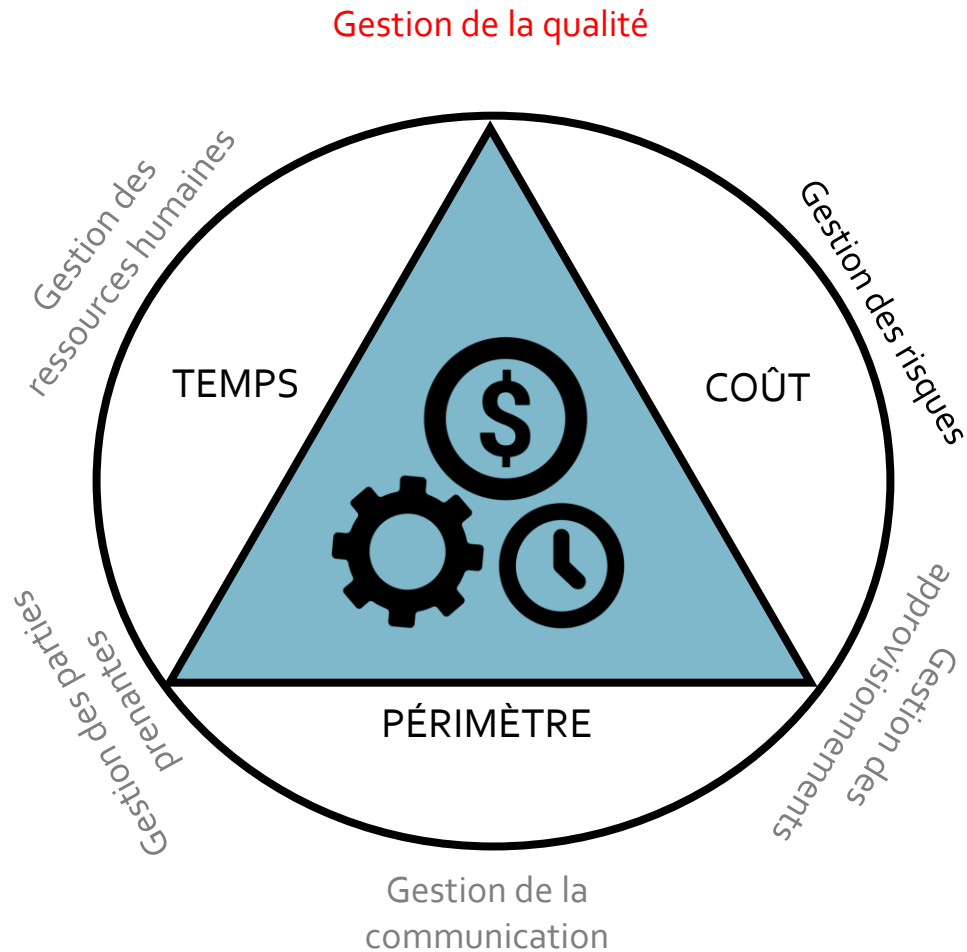 Gestion de la qualité
Gestion des
ressources humaines
Gestion des risques
TEMPS
COÛT
$
PÉRIMÈTRE
Gestion des parties
prenantes
Gestion des
approvisionnements
Gestion de la
communication